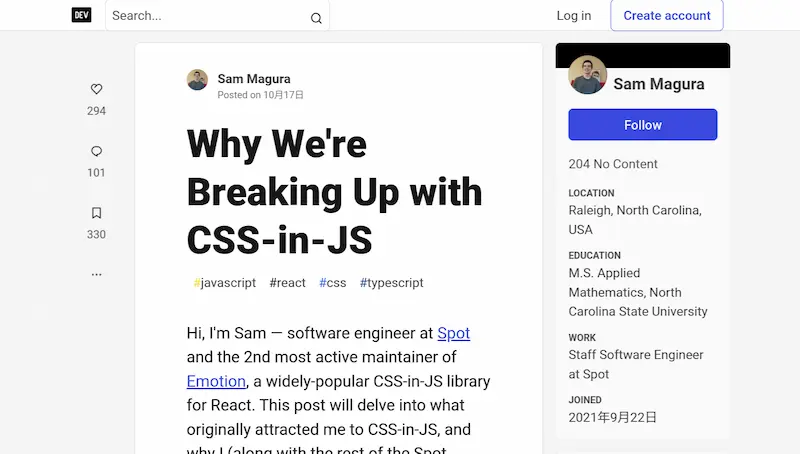 DEV
Search...
Log in
Create account
294
101
330
Sam Magura
Posted on 10月17日
Why We're
Breaking Up with
CSS-in-JS
#javascript #react #css #typescript
Hi, I'm Sam — software engineer at Spot
and the 2nd most active maintainer of
Emotion, a widely-popular CSS-in-JS library
for React. This post will delve into what
originally attracted me to CSS-in-JS, and
why I (along with the rest of the Spot
Sam Magura
Follow
204 No Content
LOCATION
Raleigh, North Carolina,
USA
EDUCATION
M.S. Applied
Mathematics, North
Carolina State University
WORK
Staff Software Engineer
at Spot
JOINED
2021年9月22日